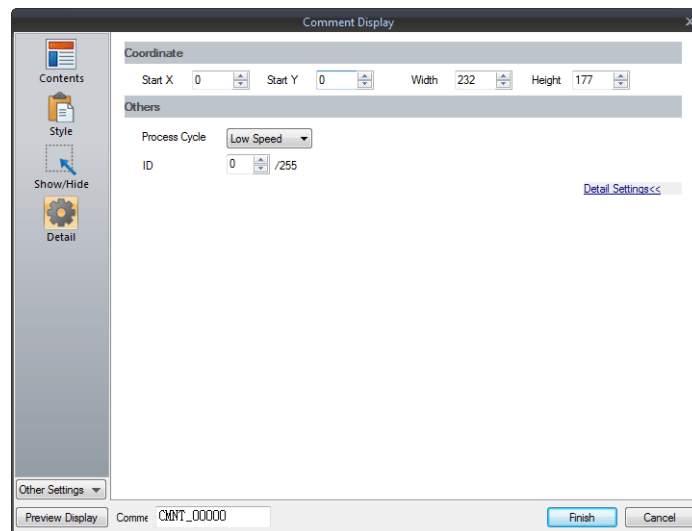 Comment Display
Contents
Style
Show/Hide
Detail
Coordinate
Start X 0 Start Y 0 Width 232 Height 177
Others
Process Cycle Low Speed
ID 0 /255
Detail Settings<<
Other Settings
Preview Display Comme CMNT_00000 Finish Cancel